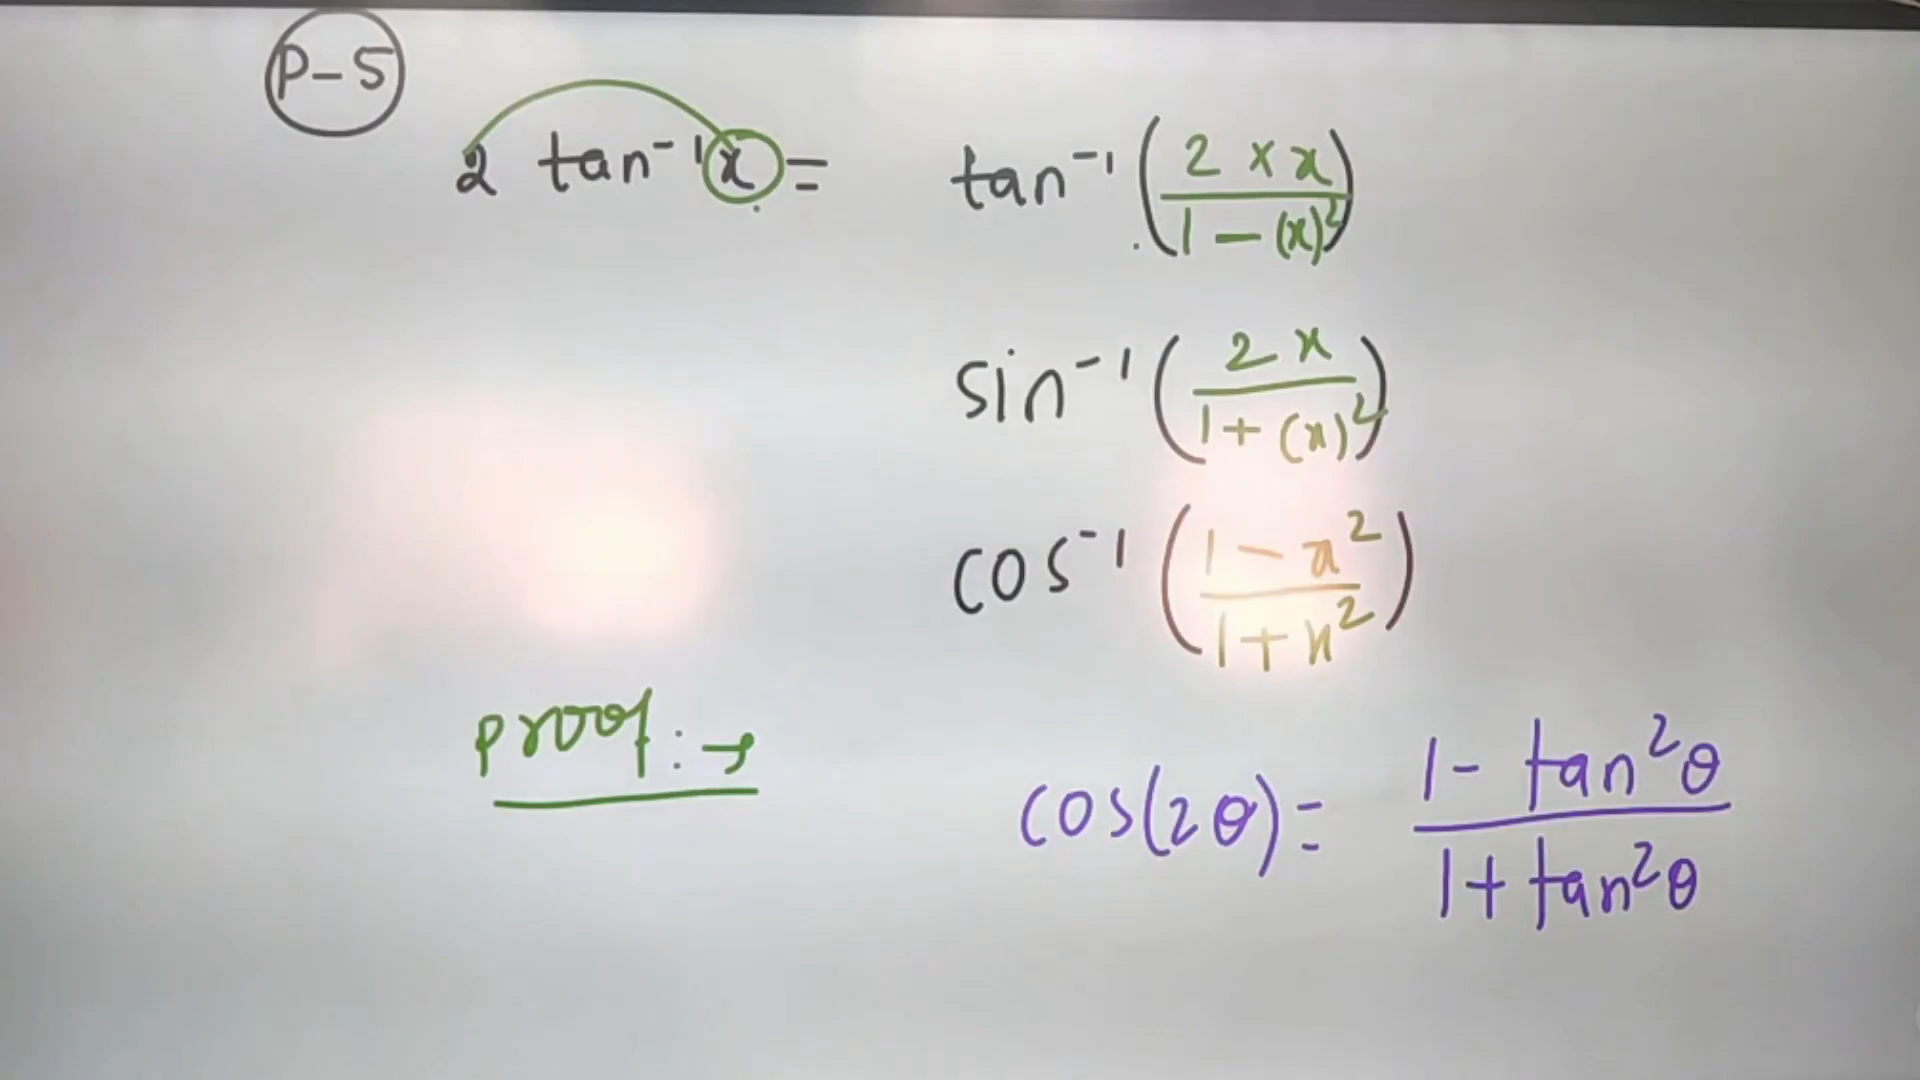 P-5
2 tan⁻¹x = tan⁻¹(2 × x / 1 - (x)²)
sin⁻¹(2x / 1 + (x)²)
cos⁻¹(1 - x² / 1 + x²)
Proof :→
cos(2θ) = 1 - tan²θ / 1 + tan²θ